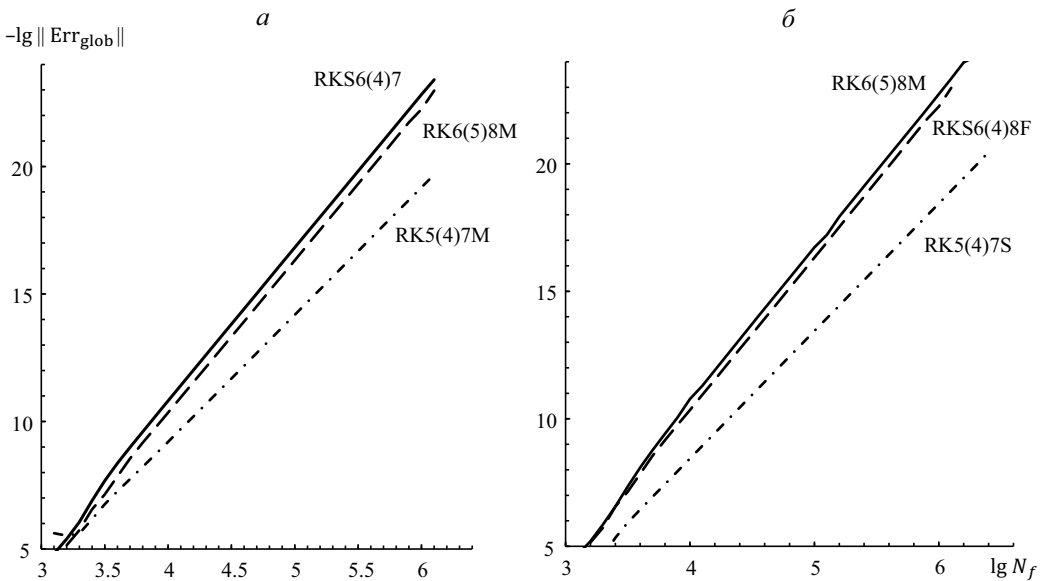 а
б
–lg || Err_glob ||
RKS6(4)7
RK6(5)8M
RK5(4)7M
20
15
10
5
3
3.5
4
4.5
5
5.5
6
RK6(5)8M
RKS6(4)8F
RK5(4)7S
20
15
10
5
3
4
5
6
lg N_f